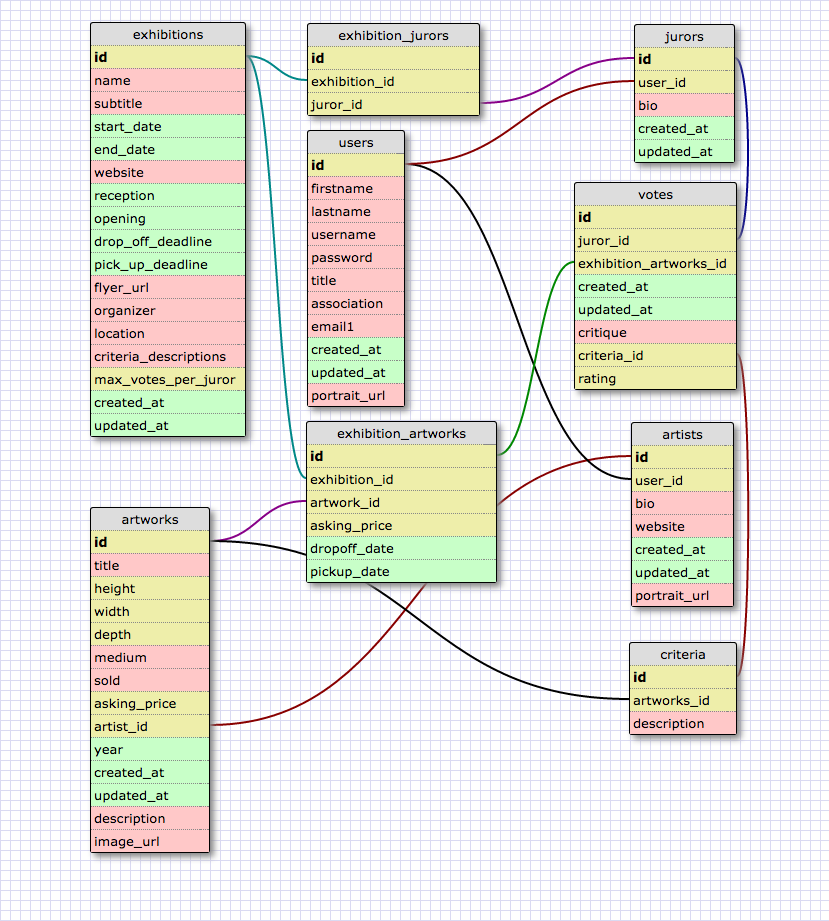 exhibitions
id
name
subtitle
start_date
end_date
website
reception
opening
drop_off_deadline
pick_up_deadline
flyer_url
organizer
location
criteria_descriptions
max_votes_per_juror
created_at
updated_at
exhibition_jurors
id
exhibition_id
juror_id
jurors
id
user_id
bio
created_at
updated_at
users
id
firstname
lastname
username
password
title
association
email1
created_at
updated_at
portrait_url
votes
id
juror_id
exhibition_artworks_id
created_at
updated_at
critique
criteria_id
rating
exhibition_artworks
id
exhibition_id
artwork_id
asking_price
dropoff_date
pickup_date
artists
id
user_id
bio
website
created_at
updated_at
portrait_url
artworks
id
title
height
width
depth
medium
sold
asking_price
artist_id
year
created_at
updated_at
description
image_url
criteria
id
artworks_id
description